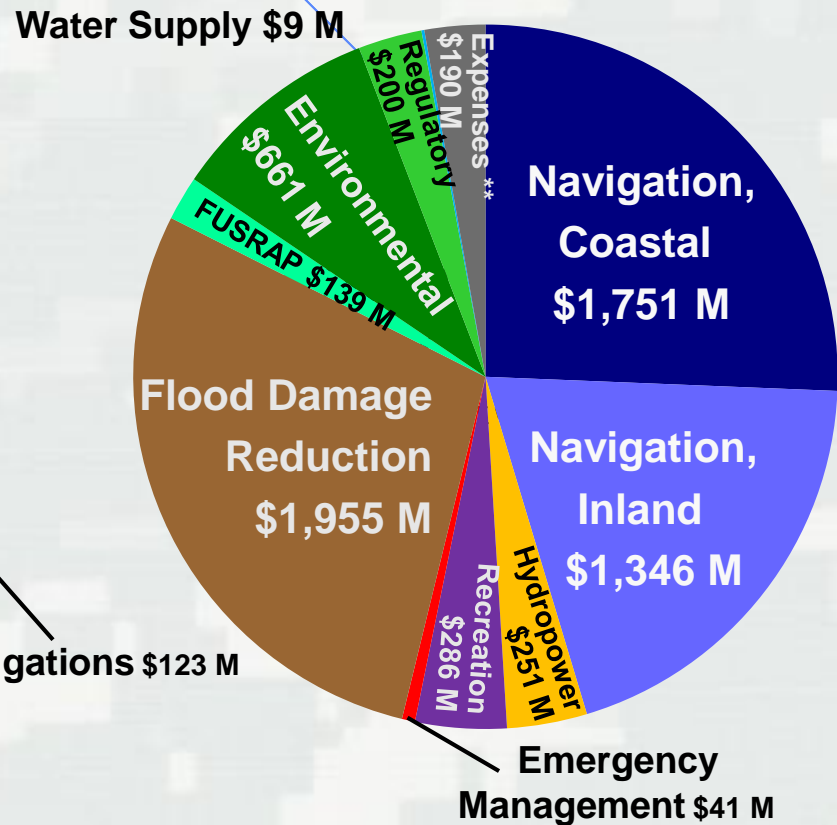 Water Supply $9 M
Expenses **
$190 M
Regulatory
$200 M
Environmental
$661 M
FUSRAP $139 M
Navigation,
Coastal
$1,751 M
Flood Damage
Reduction
$1,955 M
Navigation,
Inland
$1,346 M
Hydropower
$251 M
Recreation
$286 M
gations $123 M
Emergency
Management $41 M